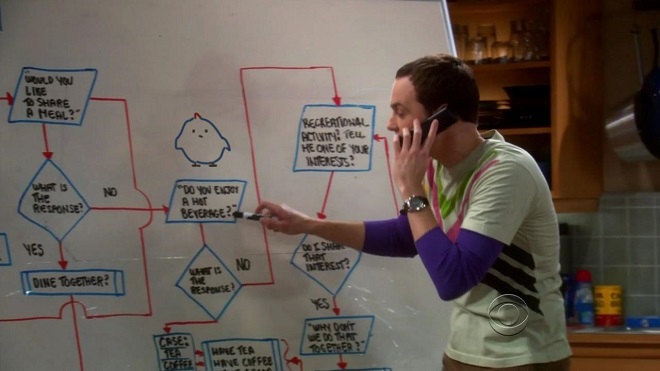 "WOULD YOU
LIKE
TO SHARE
A MEAL?"
WHAT IS
THE
RESPONSE?
NO
YES
DINE TOGETHER?
"DO YOU ENJOY
A HOT
BEVERAGE?"
WHAT IS
THE
RESPONSE?
NO
CASE:
TEA
COFFEE
HAVE TEA
HAVE COFFEE
RECREATIONAL
ACTIVITY: TELL
ME ONE OF YOUR
INTERESTS?
DO I SHARE
THAT
INTEREST?
YES
"WHY DON'T
WE DO THAT
TOGETHER?"
CBS